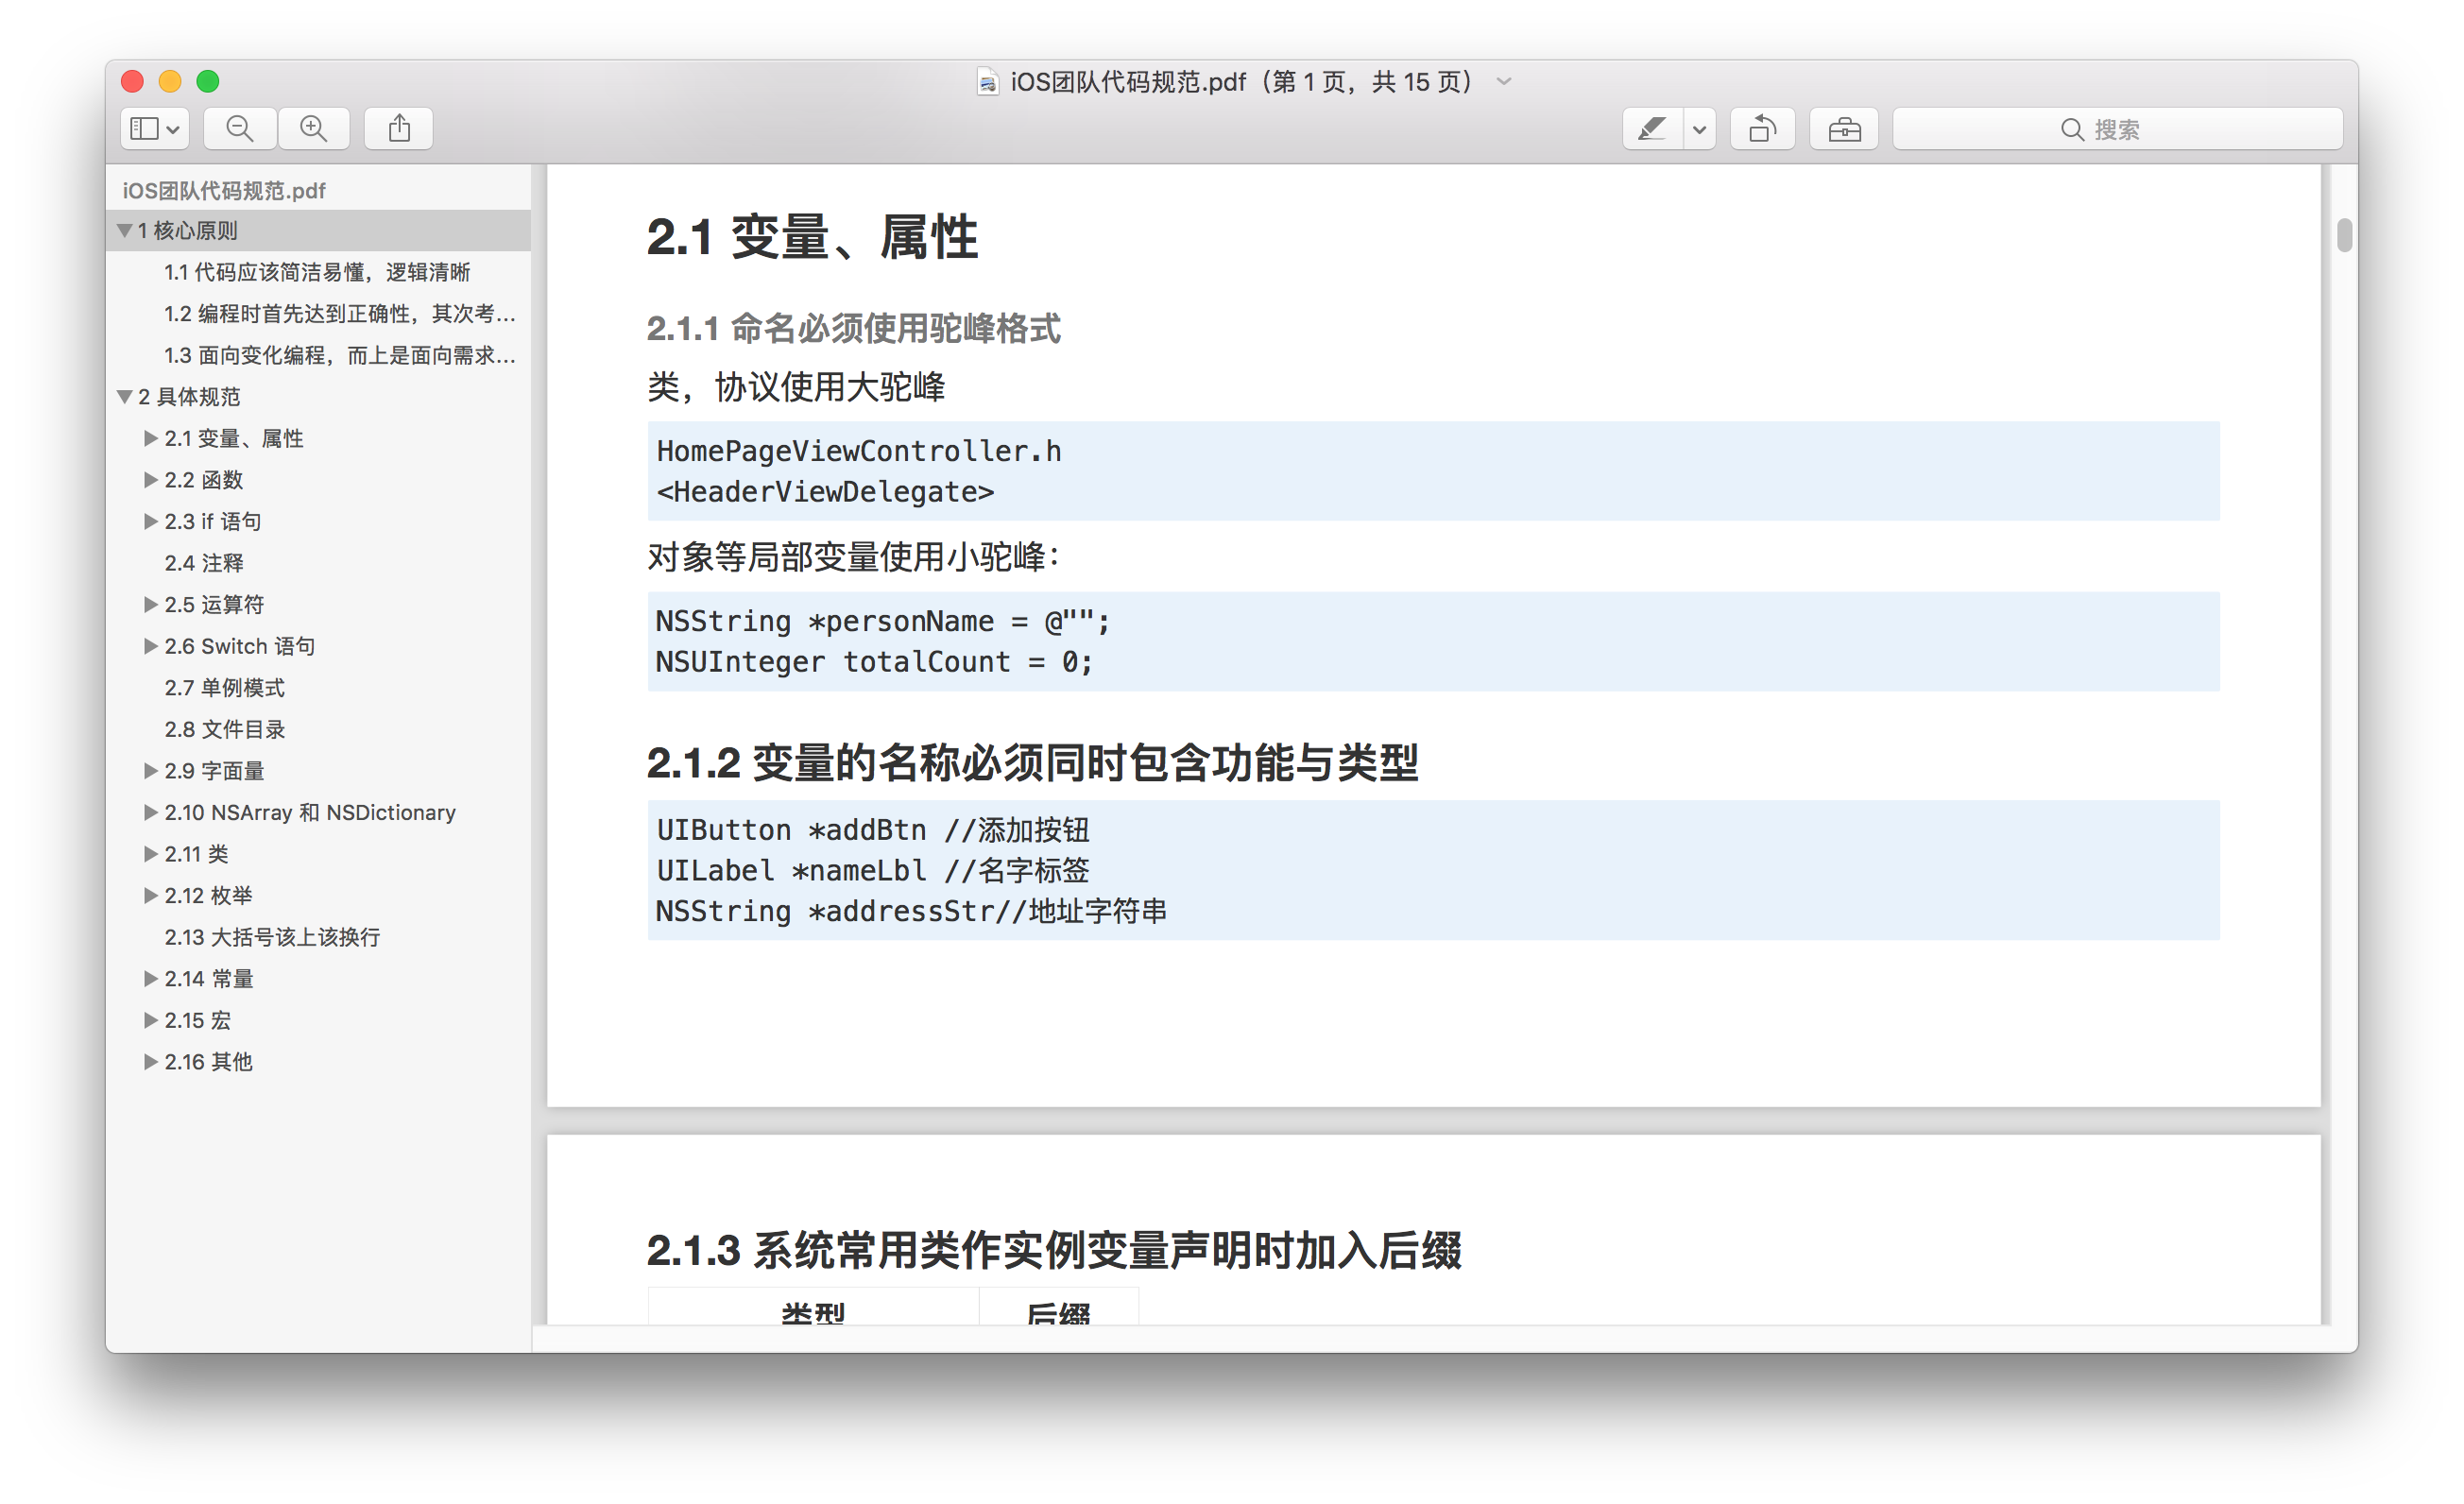 iOS团队代码规范.pdf（第 1 页，共 15 页）
搜索
iOS团队代码规范.pdf
1 核心原则
1.1 代码应该简洁易懂，逻辑清晰
1.2 编程时首先达到正确性，其次考…
1.3 面向变化编程，而上是面向需求…
2 具体规范
2.1 变量、属性
2.2 函数
2.3 if 语句
2.4 注释
2.5 运算符
2.6 Switch 语句
2.7 单例模式
2.8 文件目录
2.9 字面量
2.10 NSArray 和 NSDictionary
2.11 类
2.12 枚举
2.13 大括号该上该换行
2.14 常量
2.15 宏
2.16 其他
2.1 变量、属性
2.1.1 命名必须使用驼峰格式
类，协议使用大驼峰
HomePageViewController.h
<HeaderViewDelegate>
对象等局部变量使用小驼峰：
NSString *personName = @"";
NSUInteger totalCount = 0;
2.1.2 变量的名称必须同时包含功能与类型
UIButton *addBtn //添加按钮
UILabel *nameLbl //名字标签
NSString *addressStr//地址字符串
2.1.3 系统常用类作实例变量声明时加入后缀
类型 后缀